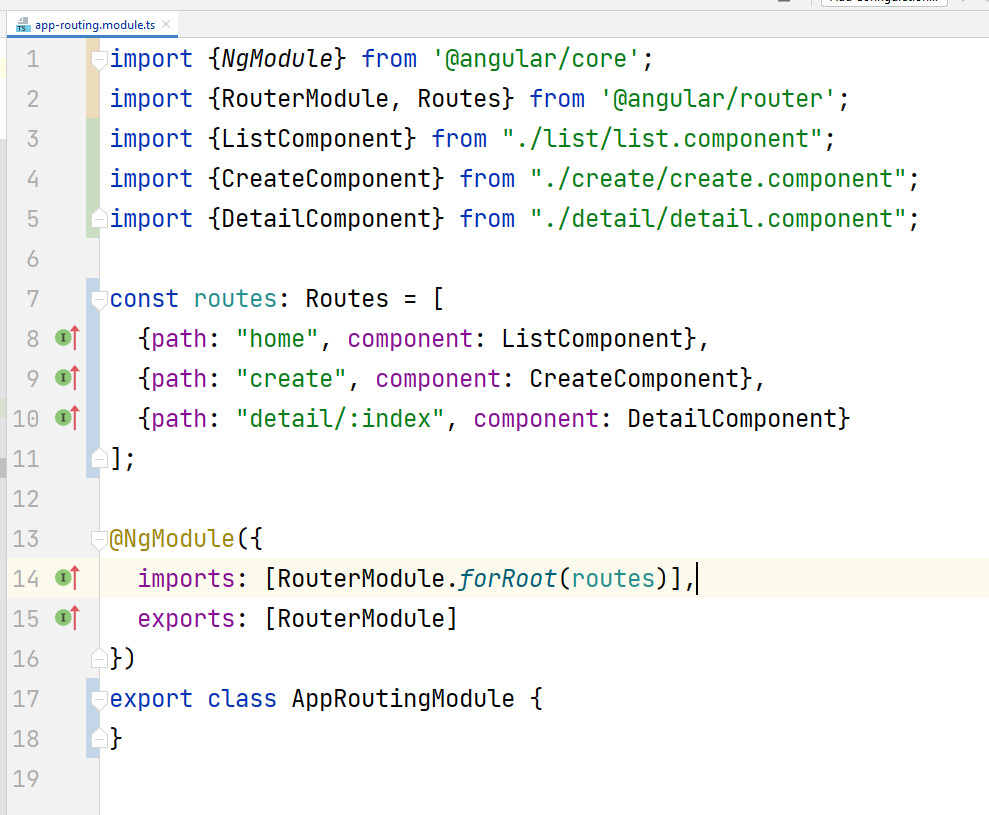 app-routing.module.ts
1 import {NgModule} from '@angular/core';
2 import {RouterModule, Routes} from '@angular/router';
3 import {ListComponent} from "./list/list.component";
4 import {CreateComponent} from "./create/create.component";
5 import {DetailComponent} from "./detail/detail.component";
6
7 const routes: Routes = [
8 {path: "home", component: ListComponent},
9 {path: "create", component: CreateComponent},
10 {path: "detail/:index", component: DetailComponent}
11 ];
12
13 @NgModule({
14 imports: [RouterModule.forRoot(routes)],
15 exports: [RouterModule]
16 })
17 export class AppRoutingModule {
18 }
19